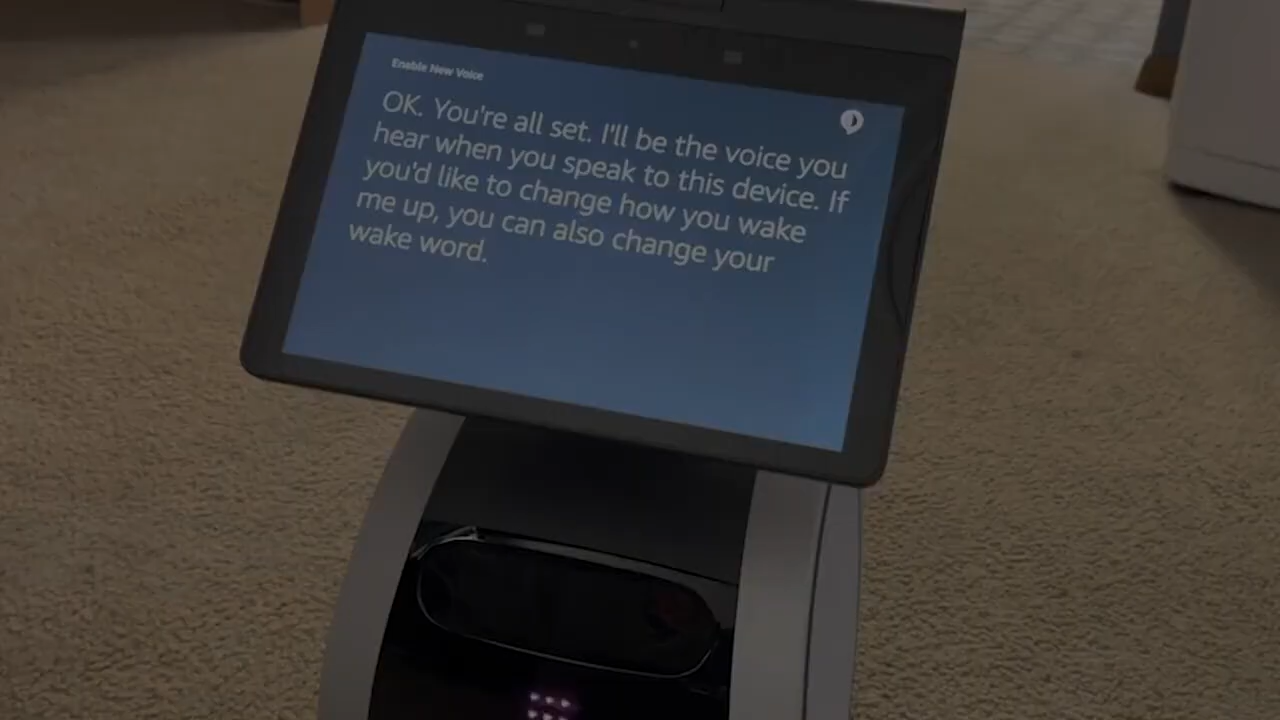 Enable New Voice
OK. You're all set. I'll be the voice you
hear when you speak to this device. If
you'd like to change how you wake
me up, you can also change your
wake word.